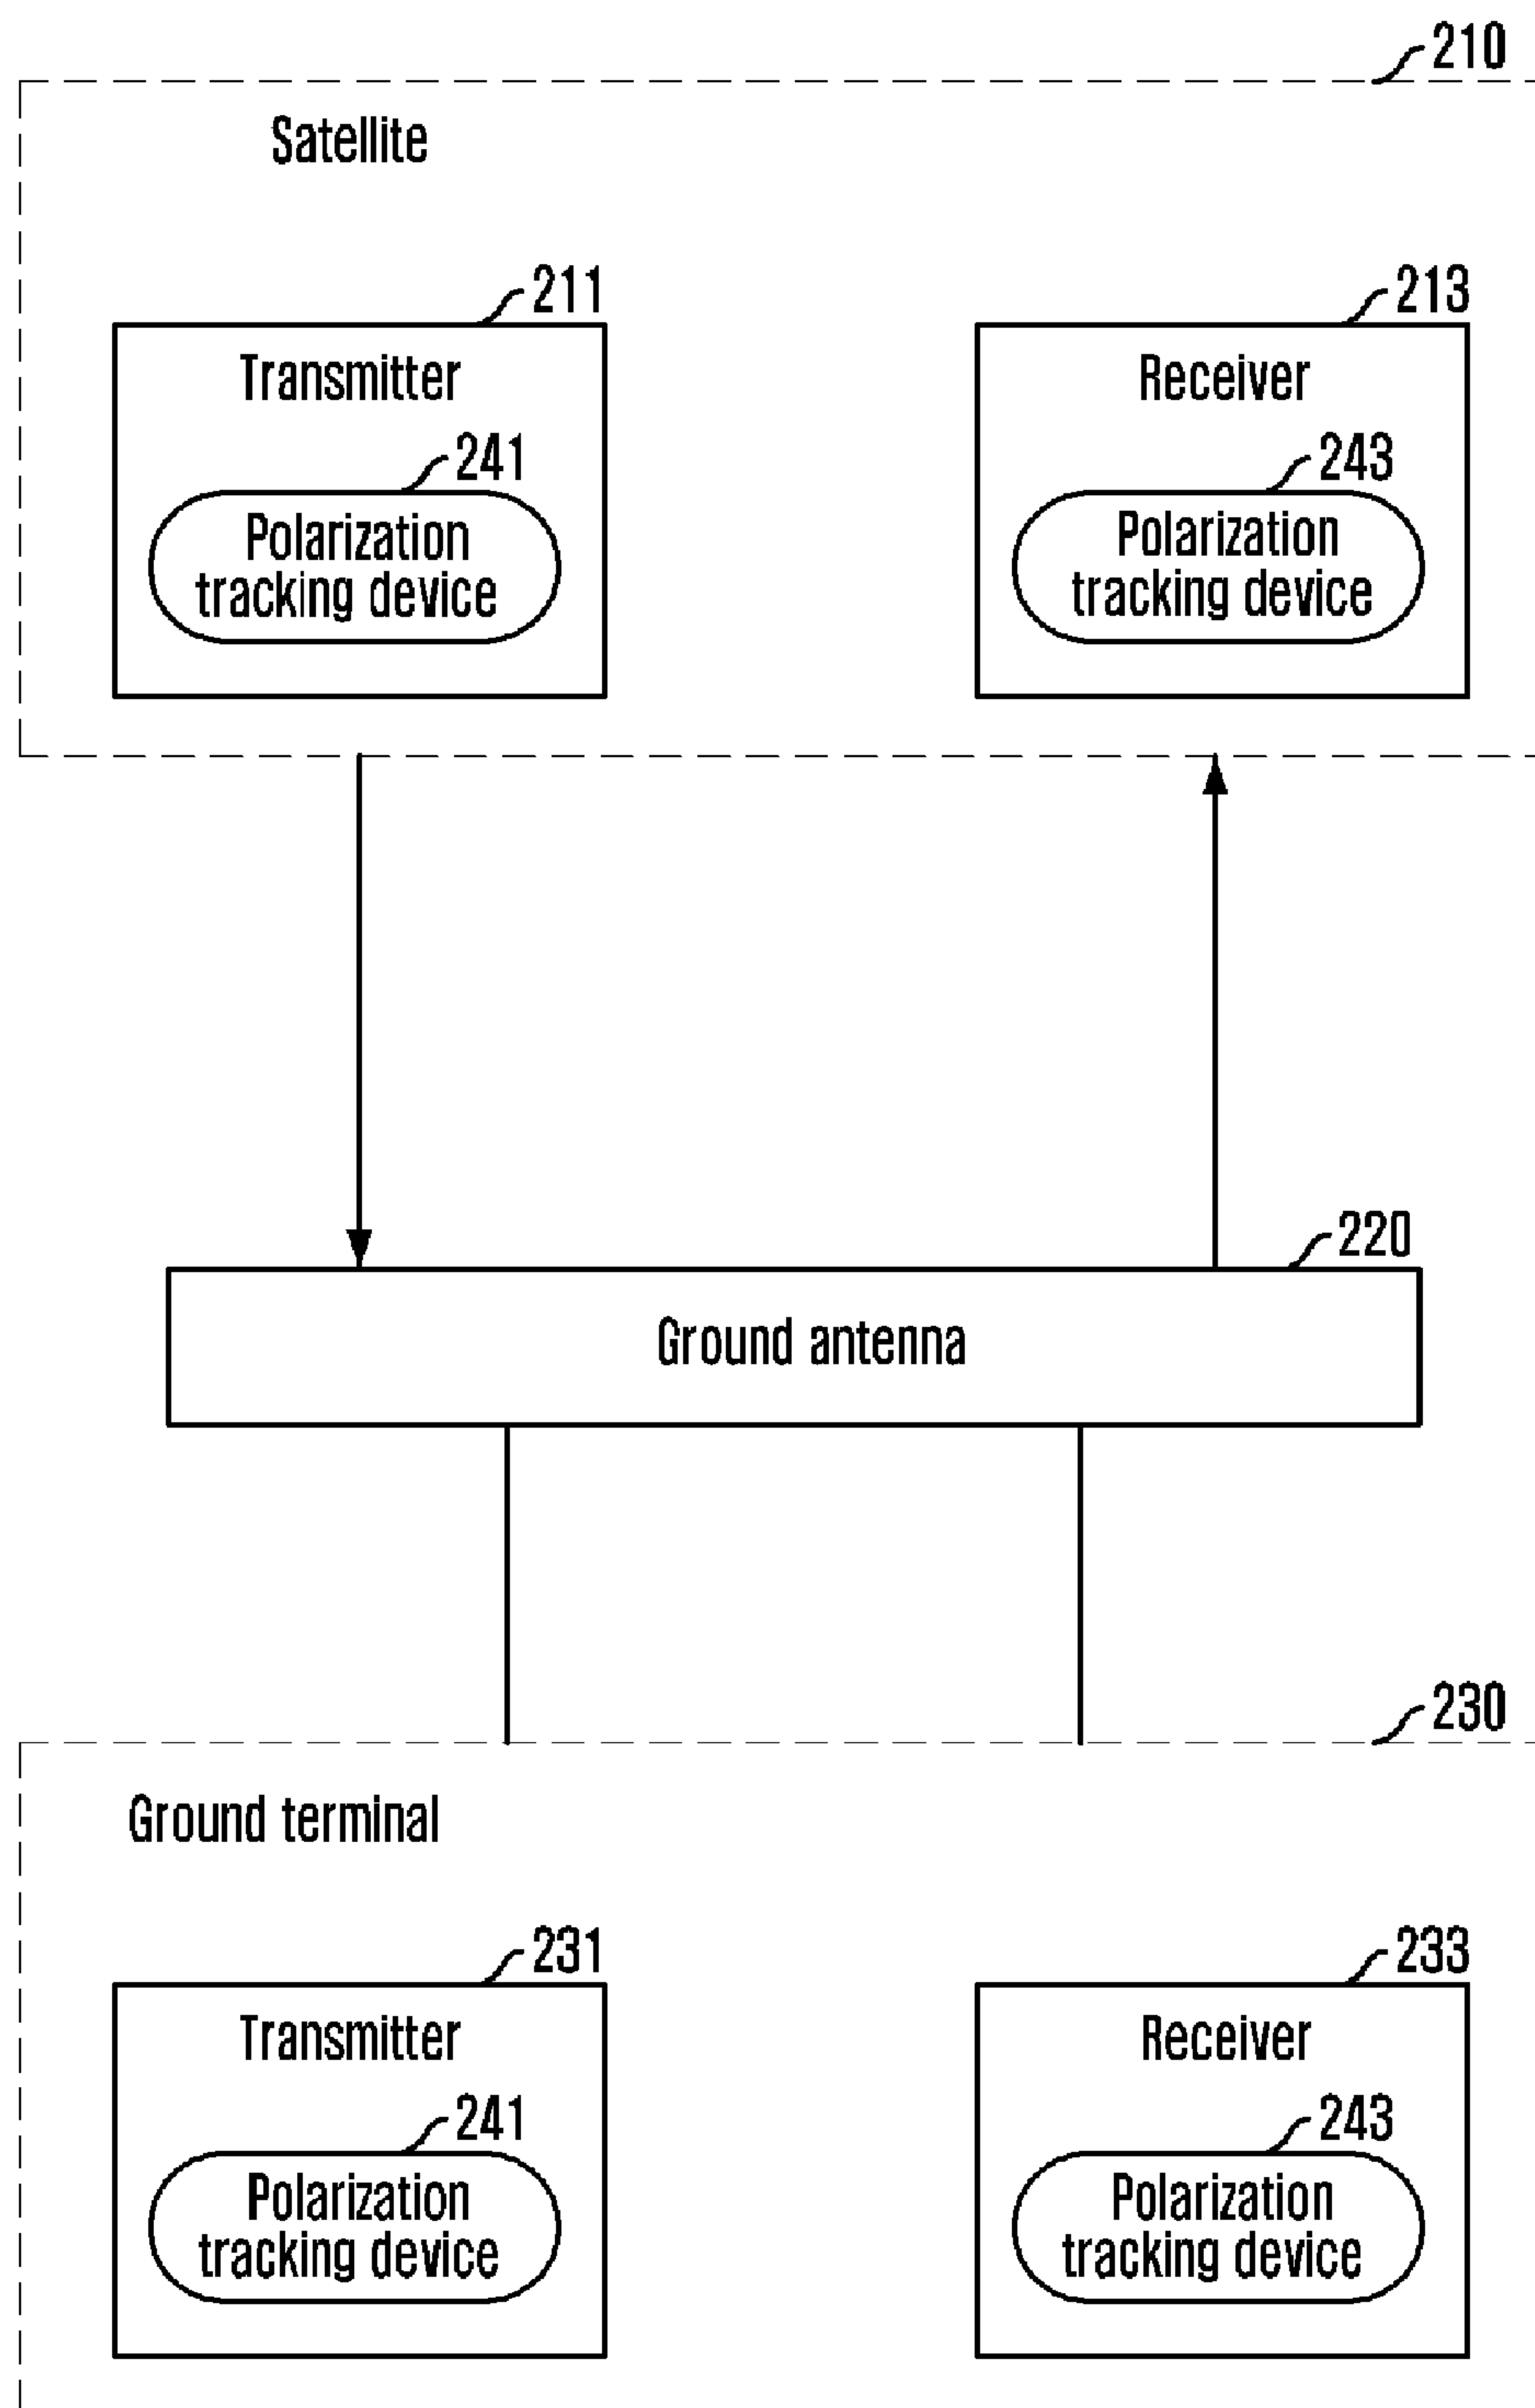 210
Satellite
211
213
Transmitter
Receiver
241
243
Polarization
tracking device
Polarization
tracking device
220
Ground antenna
230
Ground terminal
231
233
Transmitter
Receiver
241
243
Polarization
tracking device
Polarization
tracking device